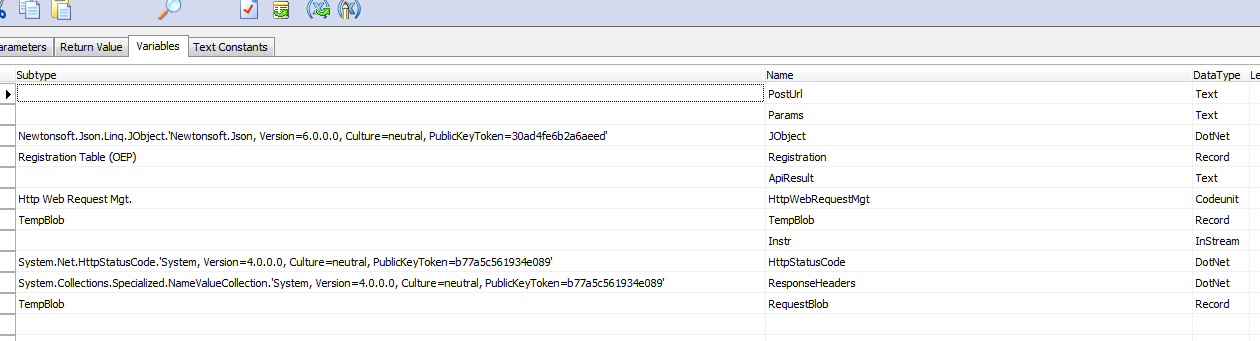 arameters Return Value Variables Text Constants
Subtype Name DataType Le
PostUrl Text
Params Text
Newtonsoft.Json.Linq.JObject.'Newtonsoft.Json, Version=6.0.0.0, Culture=neutral, PublicKeyToken=30ad4fe6b2a6aeed' JObject DotNet
Registration Table (OEP) Registration Record
ApiResult Text
Http Web Request Mgt. HttpWebRequestMgt Codeunit
TempBlob TempBlob Record
Instr InStream
System.Net.HttpStatusCode.'System, Version=4.0.0.0, Culture=neutral, PublicKeyToken=b77a5c561934e089' HttpStatusCode DotNet
System.Collections.Specialized.NameValueCollection.'System, Version=4.0.0.0, Culture=neutral, PublicKeyToken=b77a5c561934e089' ResponseHeaders DotNet
TempBlob RequestBlob Record